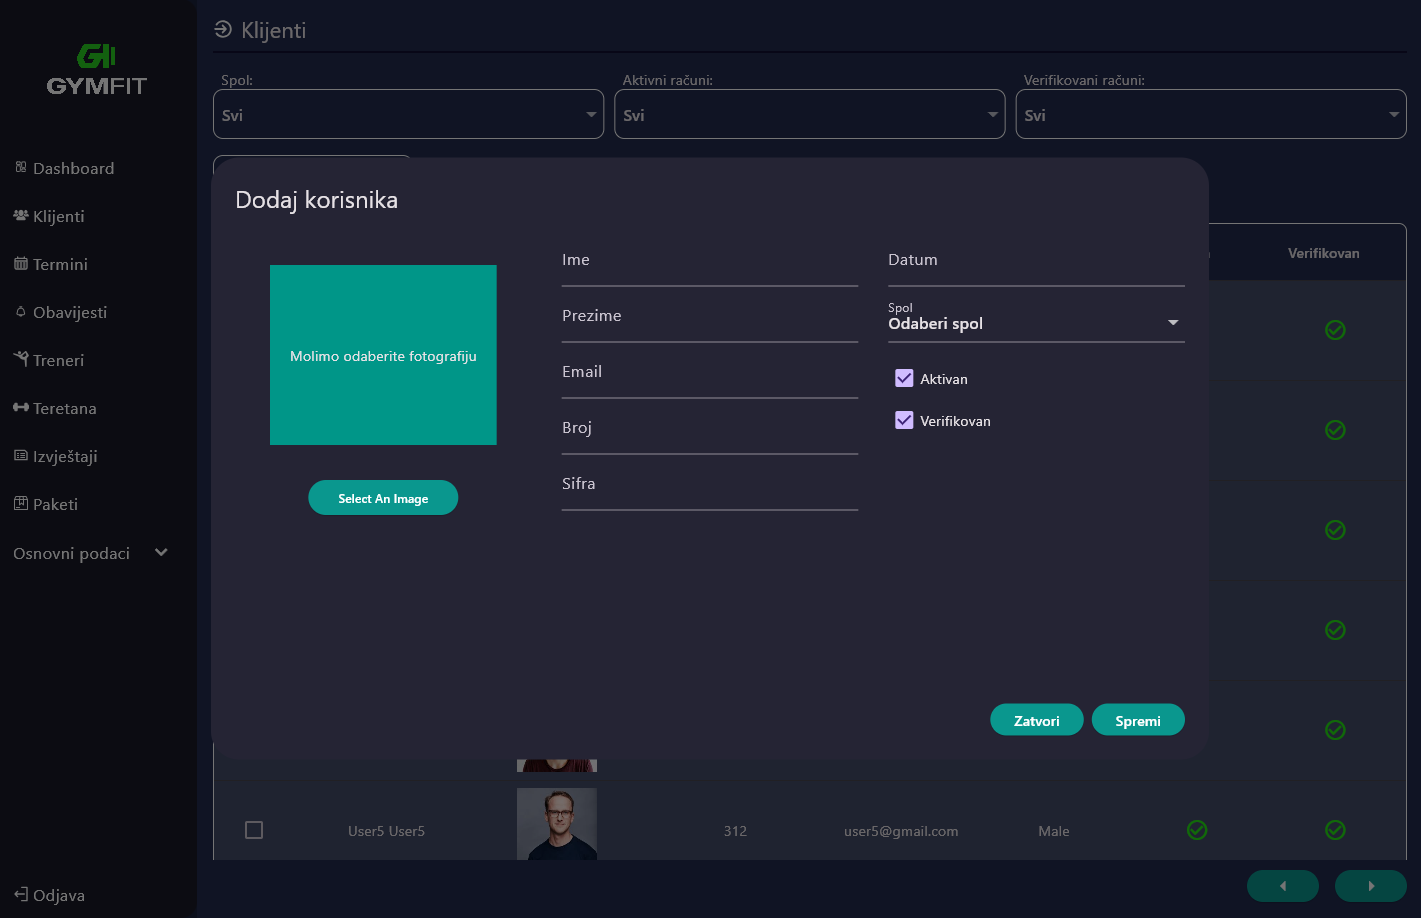 GYMFIT
Dashboard
Klijenti
Termini
Obavijesti
Treneri
Teretana
Izvještaji
Paketi
Osnovni podaci
Odjava
Klijenti
Spol:
Svi
Aktivni računi:
Svi
Verifikovani računi:
Svi
Verifikovan
Dodaj korisnika
Molimo odaberite fotografiju
Select An Image
Ime
Prezime
Email
Broj
Sifra
Datum
Spol
Odaberi spol
Aktivan
Verifikovan
Zatvori
Spremi
User5 User5
312
user5@gmail.com
Male